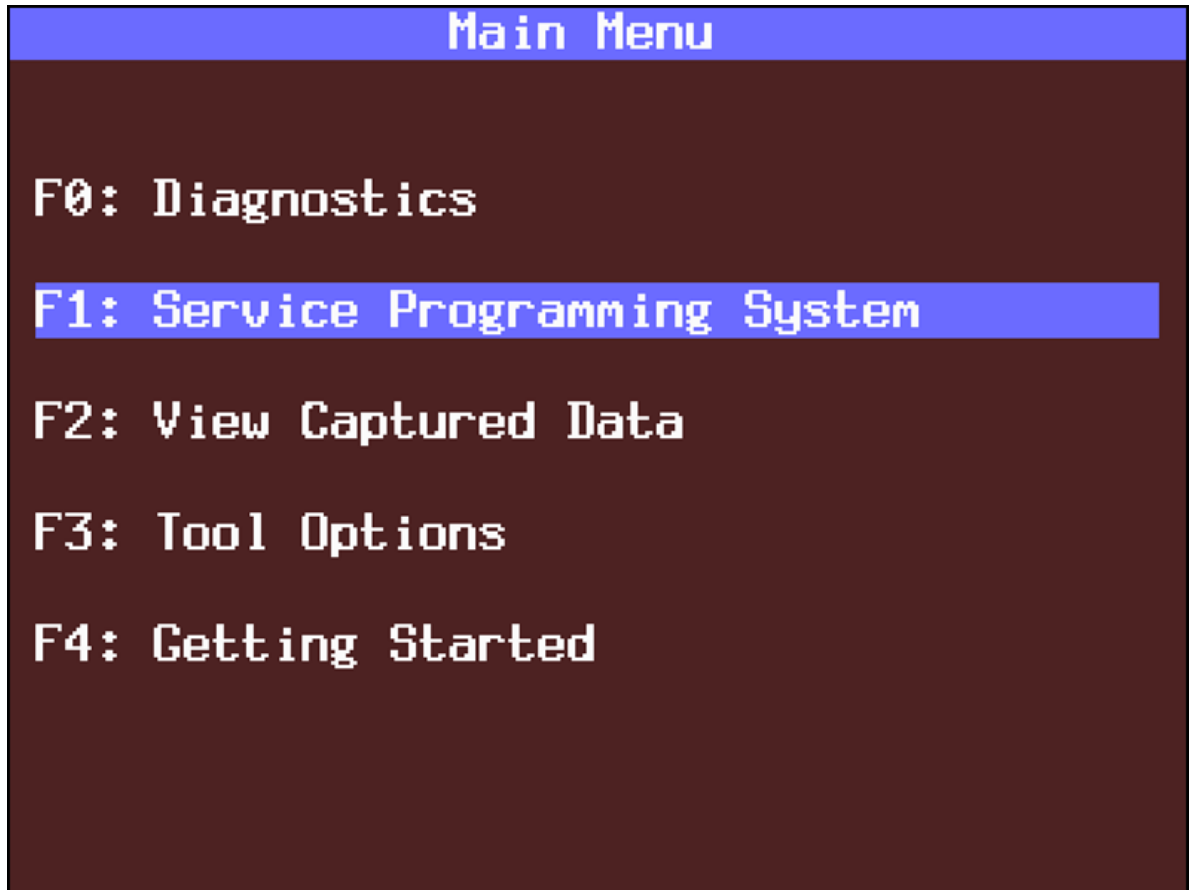 Main Menu
F0: Diagnostics
F1: Service Programming System
F2: View Captured Data
F3: Tool Options
F4: Getting Started